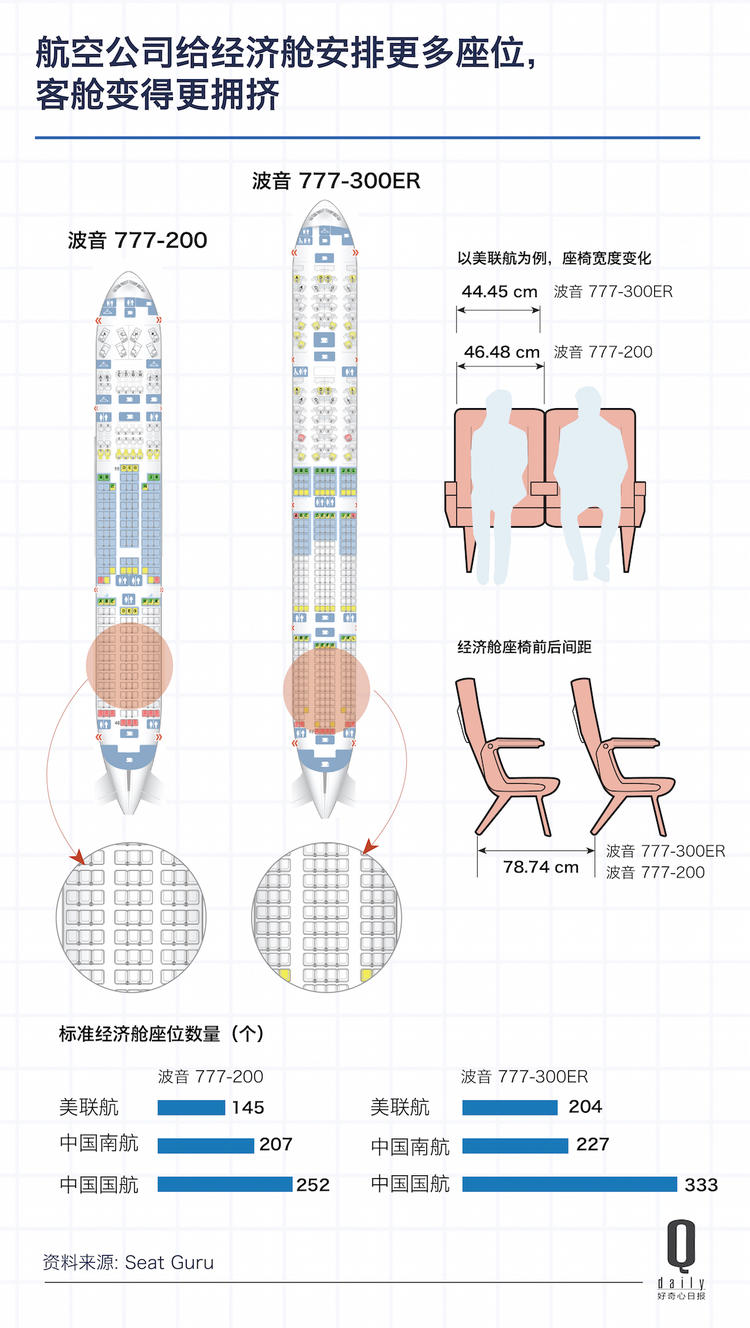 航空公司给经济舱安排更多座位，
客舱变得更拥挤
波音 777-300ER
波音 777-200
以美联航为例，座椅宽度变化
44.45 cm 波音 777-300ER
46.48 cm 波音 777-200
经济舱座椅前后间距
78.74 cm
波音 777-300ER
波音 777-200
标准经济舱座位数量（个）
波音 777-200
美联航 145
中国南航 207
中国国航 252
波音 777-300ER
美联航 204
中国南航 227
中国国航 333
资料来源: Seat Guru
Q
daily
好奇心日报